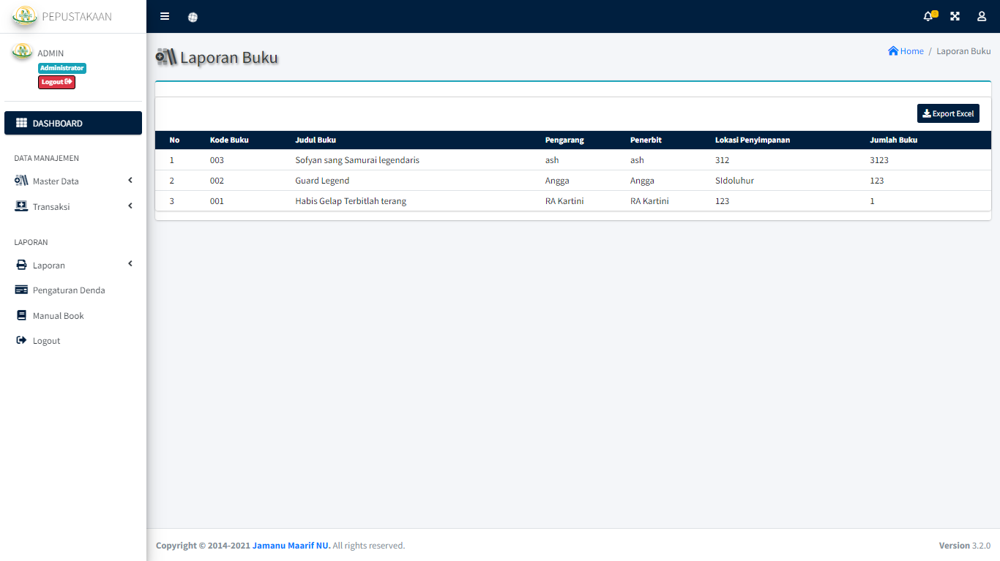 PEPUSTAKAAN
0
ADMIN
Administrator
Logout
DASHBOARD
DATA MANAJEMEN
Master Data
Transaksi
LAPORAN
Laporan
Pengaturan Denda
Manual Book
Logout
Laporan Buku
Home / Laporan Buku
Export Excel
No Kode Buku Judul Buku Pengarang Penerbit Lokasi Penyimpanan Jumlah Buku
1 003 Sofyan sang Samurai legendaris ash ash 312 3123
2 002 Guard Legend Angga Angga SIdoluhur 123
3 001 Habis Gelap Terbitlah terang RA Kartini RA Kartini 123 1
Copyright © 2014-2021 Jamanu Maarif NU. All rights reserved.
Version 3.2.0